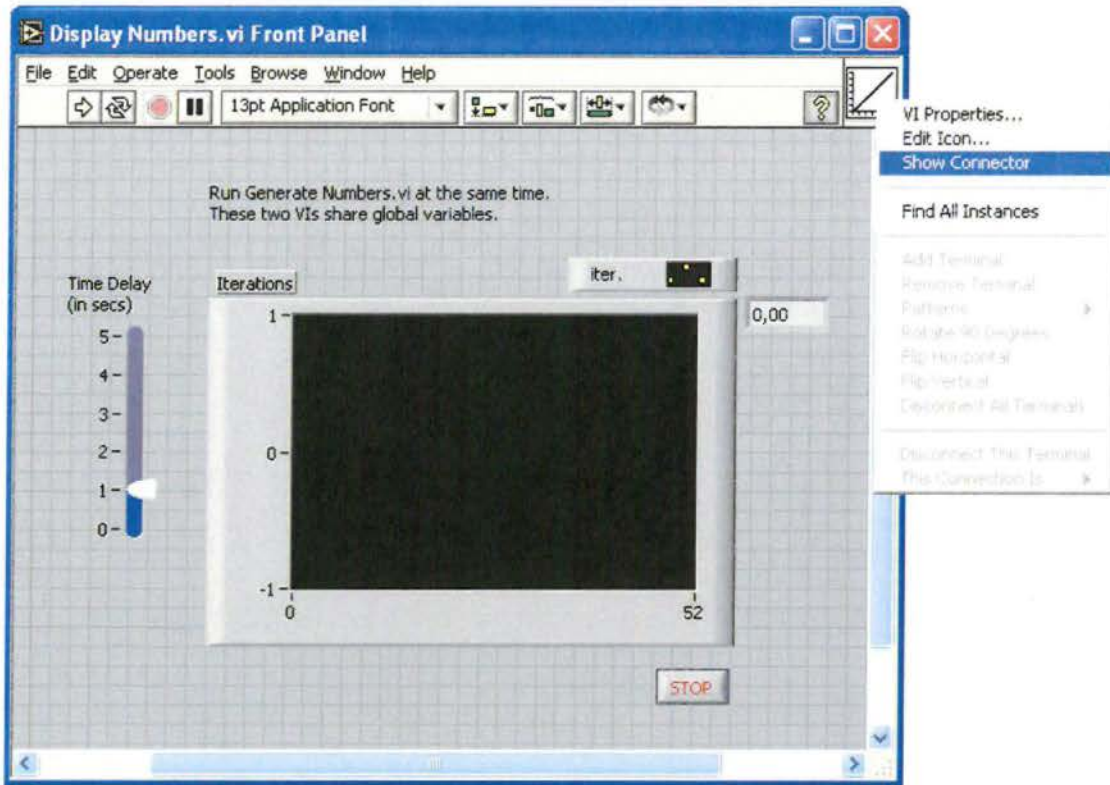 Display Numbers.vi Front Panel
File Edit Operate Tools Browse Window Help
13pt Application Font
?
VI Properties...
Edit Icon...
Show Connector
Find All Instances
Add Terminal
Remove Terminal
Patterns
Rotate 90 Degrees
Flip Horizontal
Flip Vertical
Disconnect All Terminals
Disconnect This Terminal
This Connection Is
Run Generate Numbers.vi at the same time.
These two VIs share global variables.
Time Delay
(in secs)
5
4
3
2
1
0
Iterations
iter.
0,00
1
0
-1
0
52
STOP